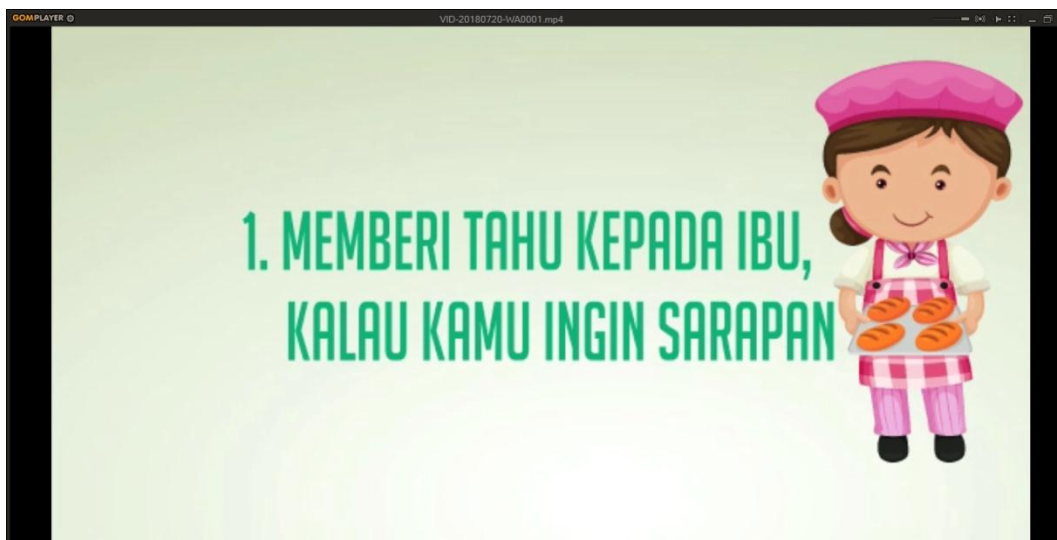 GOMPLAYER
VID-20180720-WA0001.mp4
1. MEMBERI TAHU KEPADA IBU,
KALAU KAMU INGIN SARAPAN